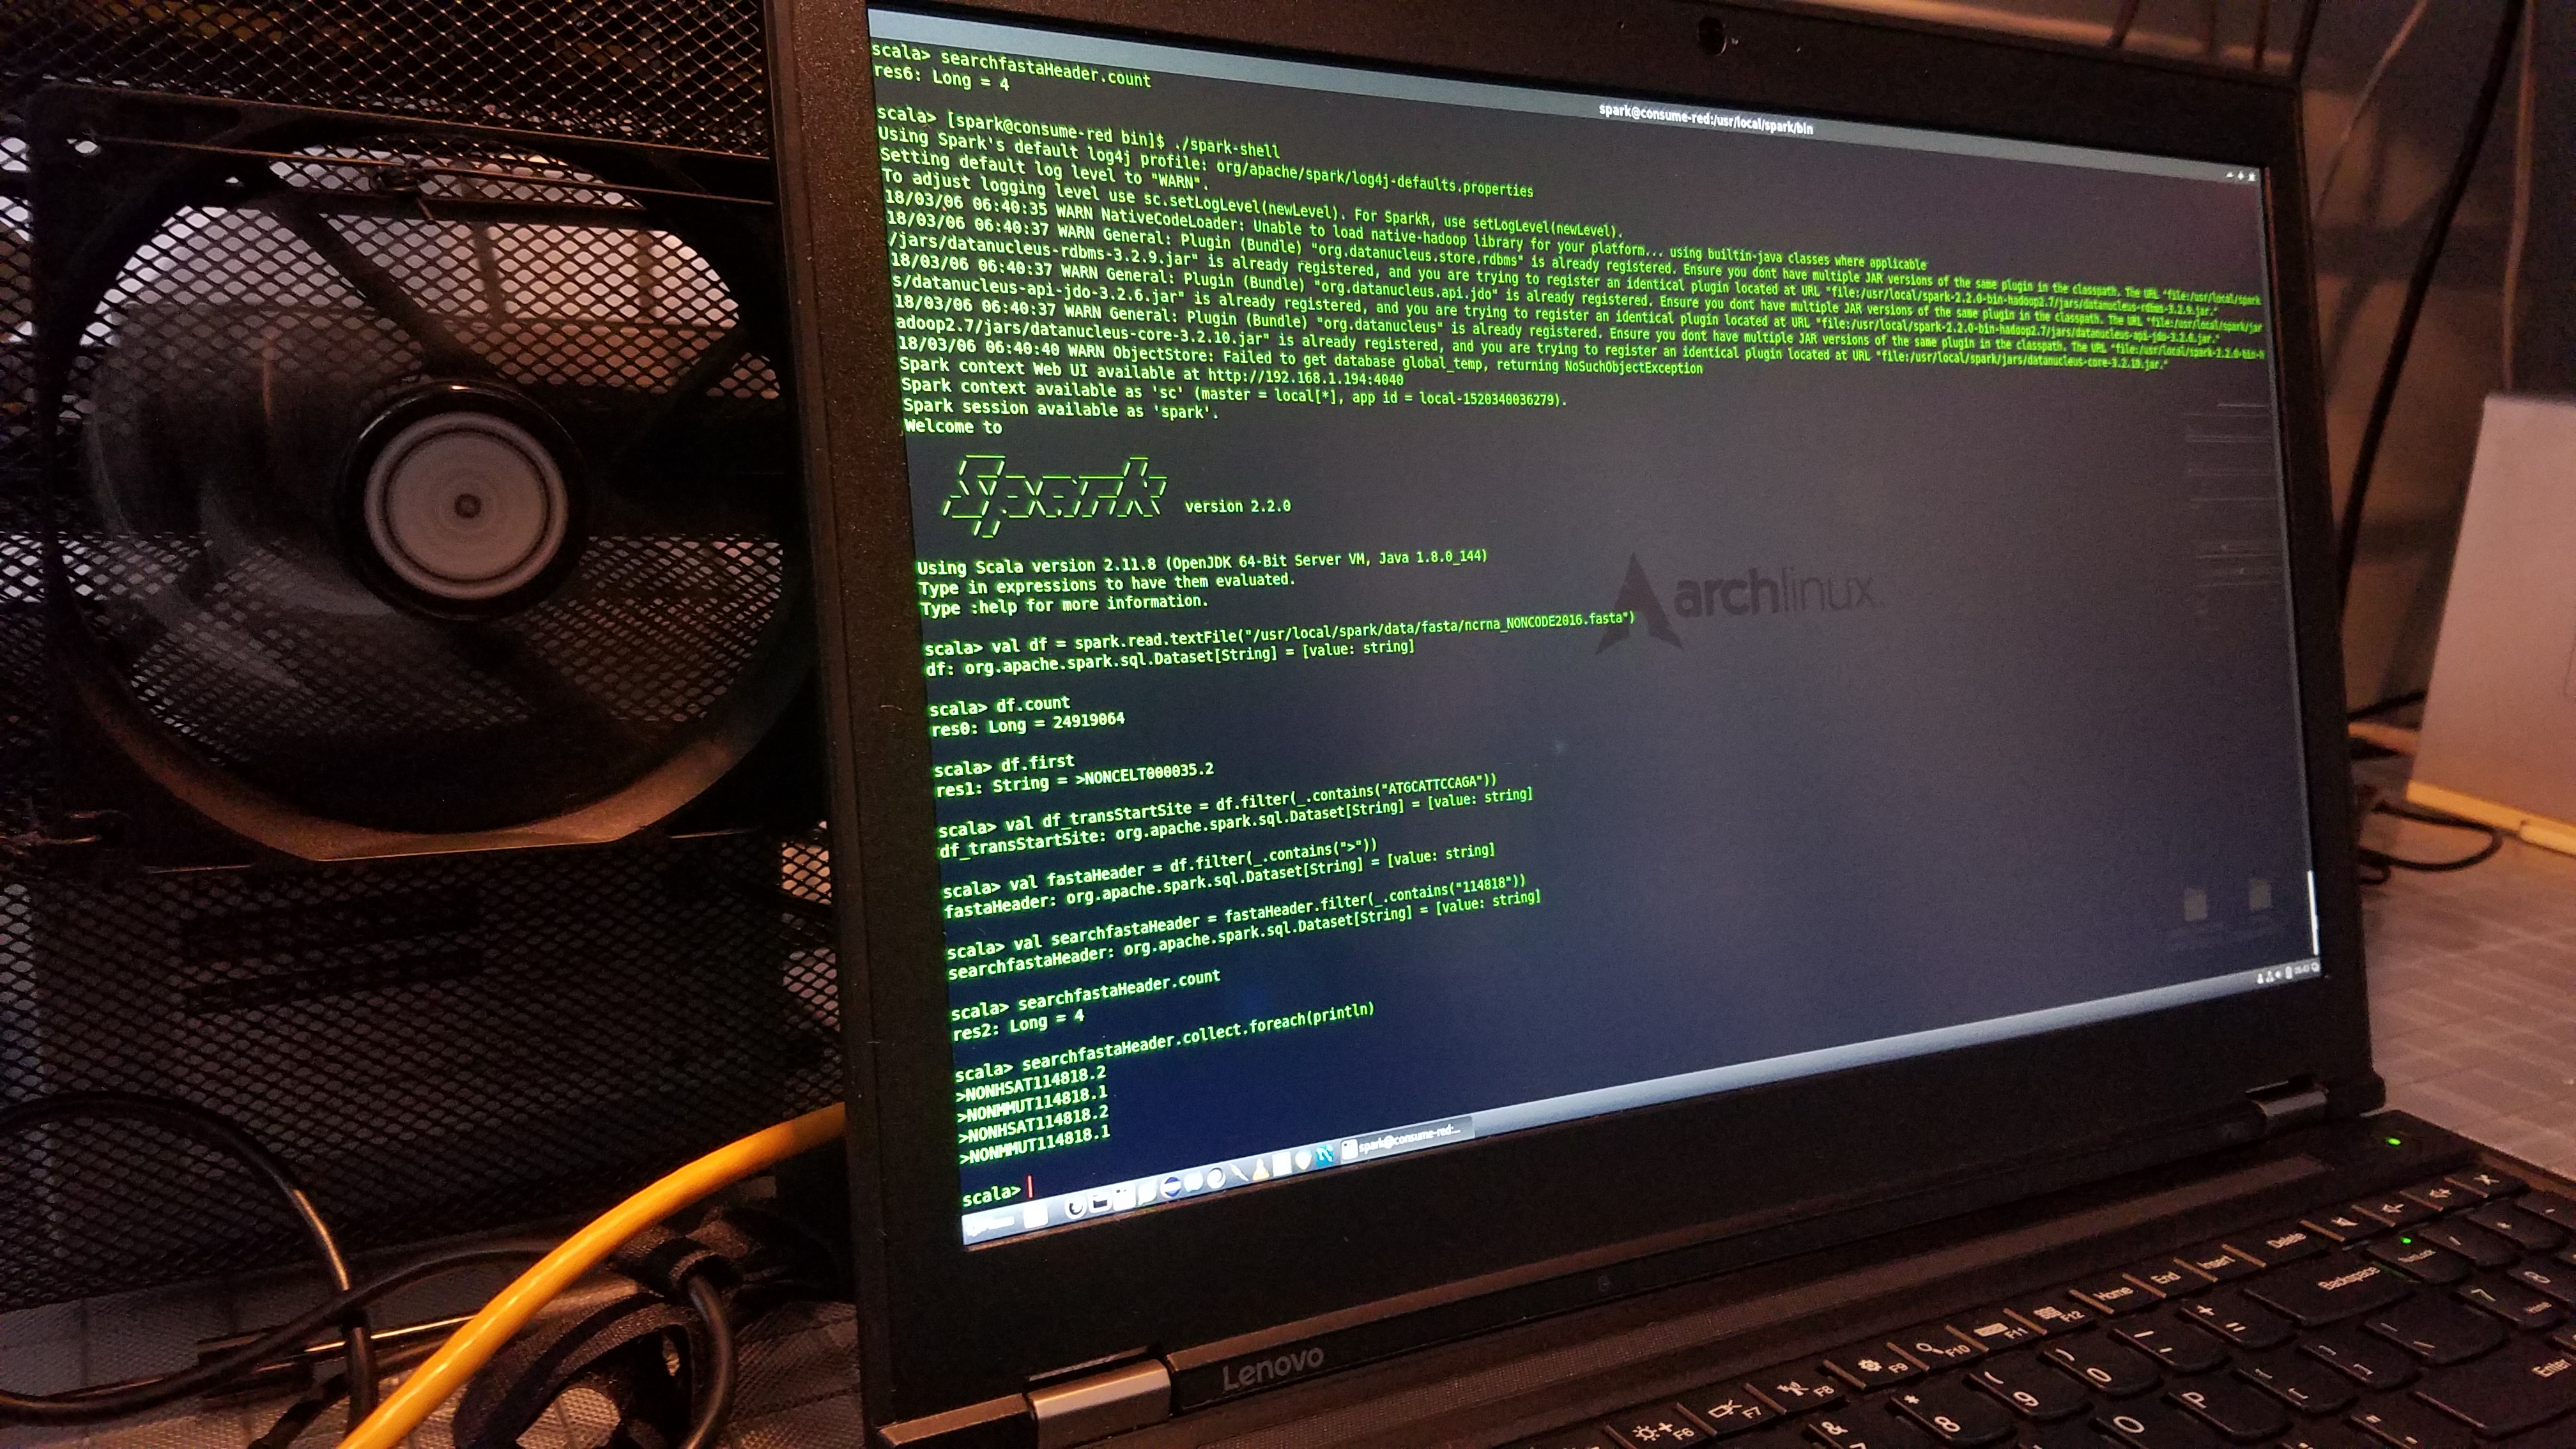 spark@consume-red:/usr/local/spark/bin
scala> searchfastaHeader.count
res6: Long = 4
scala> [spark@consume-red bin]$ ./spark-shell
Using Spark's default log4j profile: org/apache/spark/log4j-defaults.properties
Setting default log level to "WARN".
To adjust logging level use sc.setLogLevel(newLevel). For SparkR, use setLogLevel(newLevel).
18/03/06 06:40:35 WARN NativeCodeLoader: Unable to load native-hadoop library for your platform... using builtin-java classes where applicable
18/03/06 06:40:37 WARN General: Plugin (Bundle) "org.datanucleus.store.rdbms" is already registered. Ensure you dont have multiple JAR versions of the same plugin in the classpath. The URL "file:/usr/local/spark
/jars/datanucleus-rdbms-3.2.9.jar" is already registered, and you are trying to register an identical plugin located at URL "file:/usr/local/spark-2.2.0-bin-hadoop2.7/jars/datanucleus-rdbms-3.2.9.jar."
18/03/06 06:40:37 WARN General: Plugin (Bundle) "org.datanucleus.api.jdo" is already registered. Ensure you dont have multiple JAR versions of the same plugin in the classpath. The URL "file:/usr/local/spark/jar
s/datanucleus-api-jdo-3.2.6.jar" is already registered, and you are trying to register an identical plugin located at URL "file:/usr/local/spark-2.2.0-bin-hadoop2.7/jars/datanucleus-api-jdo-3.2.6.jar."
18/03/06 06:40:37 WARN General: Plugin (Bundle) "org.datanucleus" is already registered. Ensure you dont have multiple JAR versions of the same plugin in the classpath. The URL "file:/usr/local/spark-2.2.0-bin-h
adoop2.7/jars/datanucleus-core-3.2.10.jar" is already registered, and you are trying to register an identical plugin located at URL "file:/usr/local/spark/jars/datanucleus-core-3.2.10.jar."
18/03/06 06:40:40 WARN ObjectStore: Failed to get database global_temp, returning NoSuchObjectException
Spark context Web UI available at http://192.168.1.194:4040
Spark context available as 'sc' (master = local[*], app id = local-1520340036279).
Spark session available as 'spark'.
Welcome to
Spark version 2.2.0
Using Scala version 2.11.8 (OpenJDK 64-Bit Server VM, Java 1.8.0_144)
Type in expressions to have them evaluated.
Type :help for more information.
archlinux
scala> val df = spark.read.textFile("/usr/local/spark/data/fasta/ncrna_NONCODE2016.fasta")
df: org.apache.spark.sql.Dataset[String] = [value: string]
scala> df.count
res0: Long = 24919064
scala> df.first
res1: String = >NONCELT000035.2
scala> val df_transStartSite = df.filter(_.contains("ATGCATTCCAGA"))
df_transStartSite: org.apache.spark.sql.Dataset[String] = [value: string]
scala> val fastaHeader = df.filter(_.contains(">"))
fastaHeader: org.apache.spark.sql.Dataset[String] = [value: string]
scala> val searchfastaHeader = fastaHeader.filter(_.contains("114818"))
searchfastaHeader: org.apache.spark.sql.Dataset[String] = [value: string]
scala> searchfastaHeader.count
res2: Long = 4
scala> searchfastaHeader.collect.foreach(println)
>NONHSAT114818.2
>NONMMUT114818.1
>NONHSAT114818.2
>NONMMUT114818.1
scala>
spark@consume-red:...
Lenovo
F6 F7 F8 F9 F10 F11 F12 Home End Insert Delete
& 7 * 8 ( 9 ) 0 - + = Backspace
O P Enter